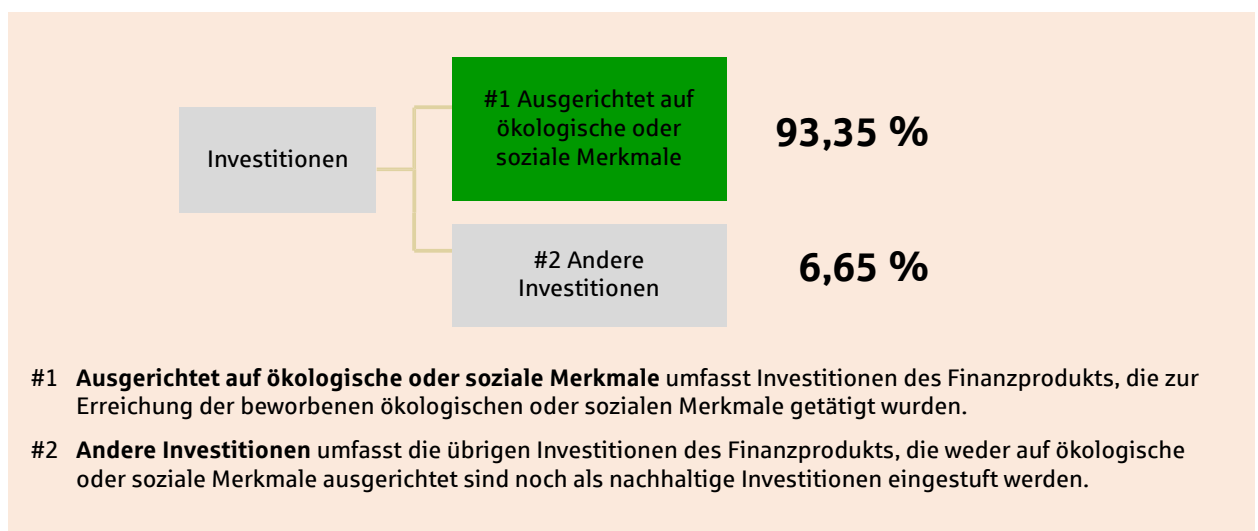 Investitionen
#1 Ausgerichtet auf
ökologische oder
soziale Merkmale
93,35 %
#2 Andere
Investitionen
6,65 %
#1 Ausgerichtet auf ökologische oder soziale Merkmale umfasst Investitionen des Finanzprodukts, die zur
Erreichung der beworbenen ökologischen oder sozialen Merkmale getätigt wurden.
#2 Andere Investitionen umfasst die übrigen Investitionen des Finanzprodukts, die weder auf ökologische
oder soziale Merkmale ausgerichtet sind noch als nachhaltige Investitionen eingestuft werden.